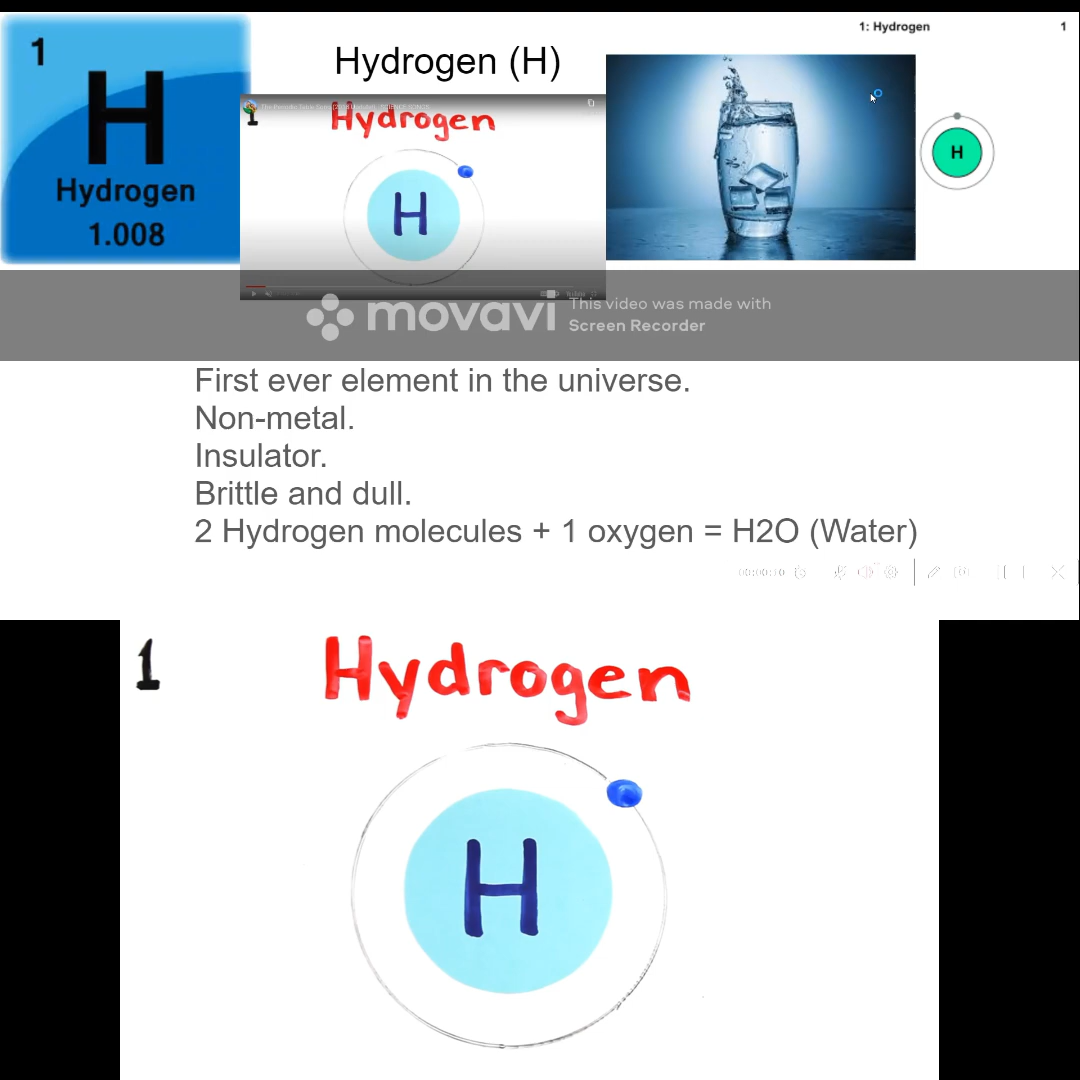 1: Hydrogen 1
1
H
Hydrogen
1.008
Hydrogen (H)
1
Hydrogen
H
H
movavi
This video was made with
Screen Recorder
First ever element in the universe.
Non-metal.
Insulator.
Brittle and dull.
2 Hydrogen molecules + 1 oxygen = H2O (Water)
1
Hydrogen
H